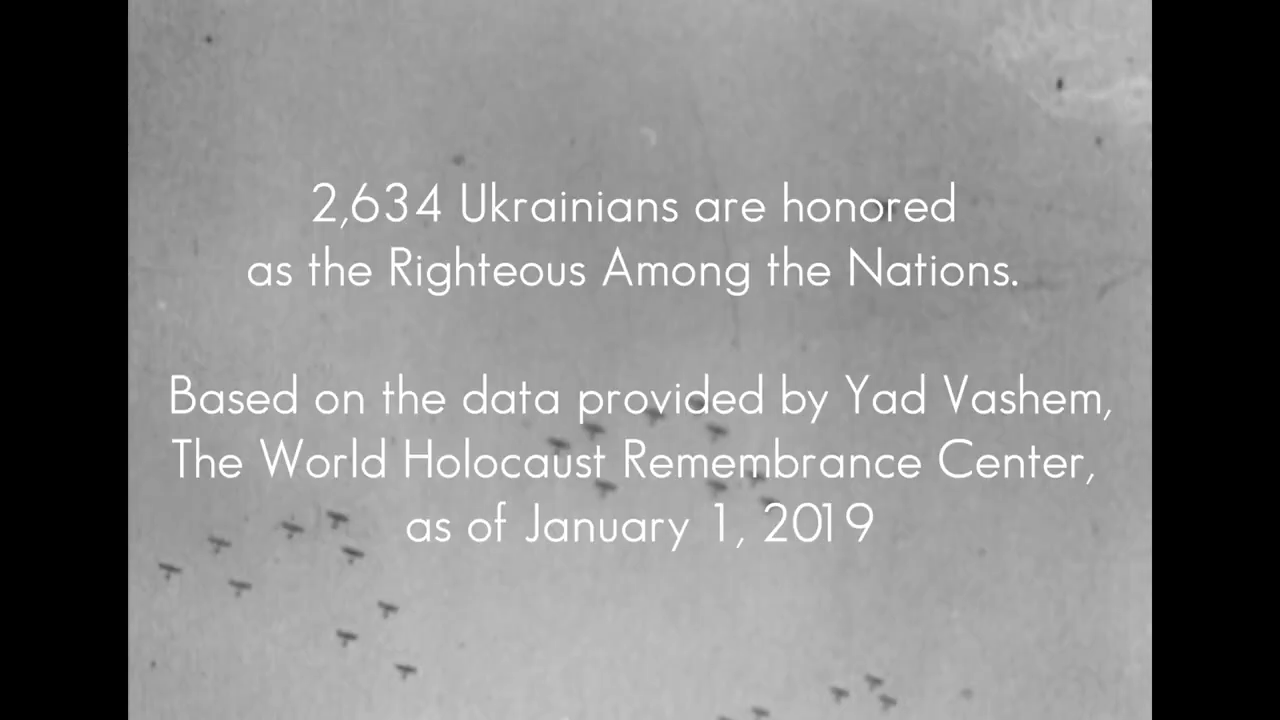 2,634 Ukrainians are honored
as the Righteous Among the Nations.
Based on the data provided by Yad Vashem,
The World Holocaust Remembrance Center,
as of January 1, 2019